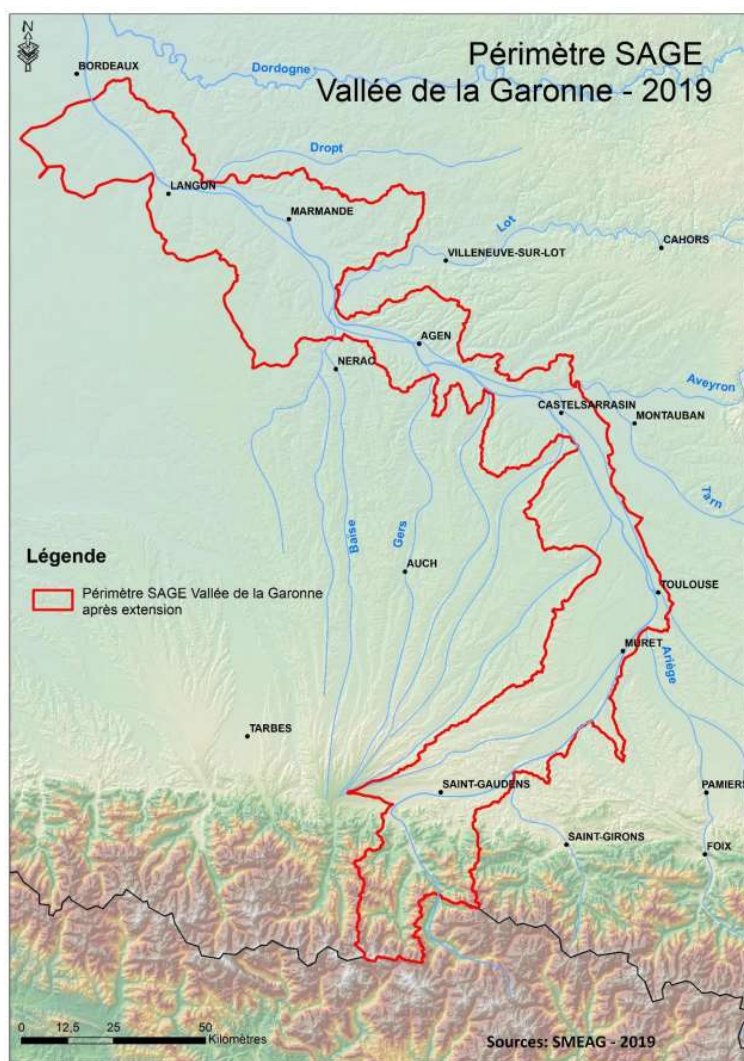 N
Périmètre SAGE
Vallée de la Garonne - 2019
BORDEAUX
Dordogne
Dropt
LANGON
MARMANDE
Lot
VILLENEUVE-SUR-LOT
CAHORS
AGEN
NERAC
Aveyron
CASTELSARRASIN
MONTAUBAN
Tarn
Baïse
Gers
Légende
Périmètre SAGE Vallée de la Garonne
après extension
AUCH
TOULOUSE
MURET
Ariège
TARBES
SAINT-GAUDENS
PAMIERS
SAINT-GIRONS
FOIX
0 12,5 25 50
Kilomètres
Sources: SMEAG - 2019